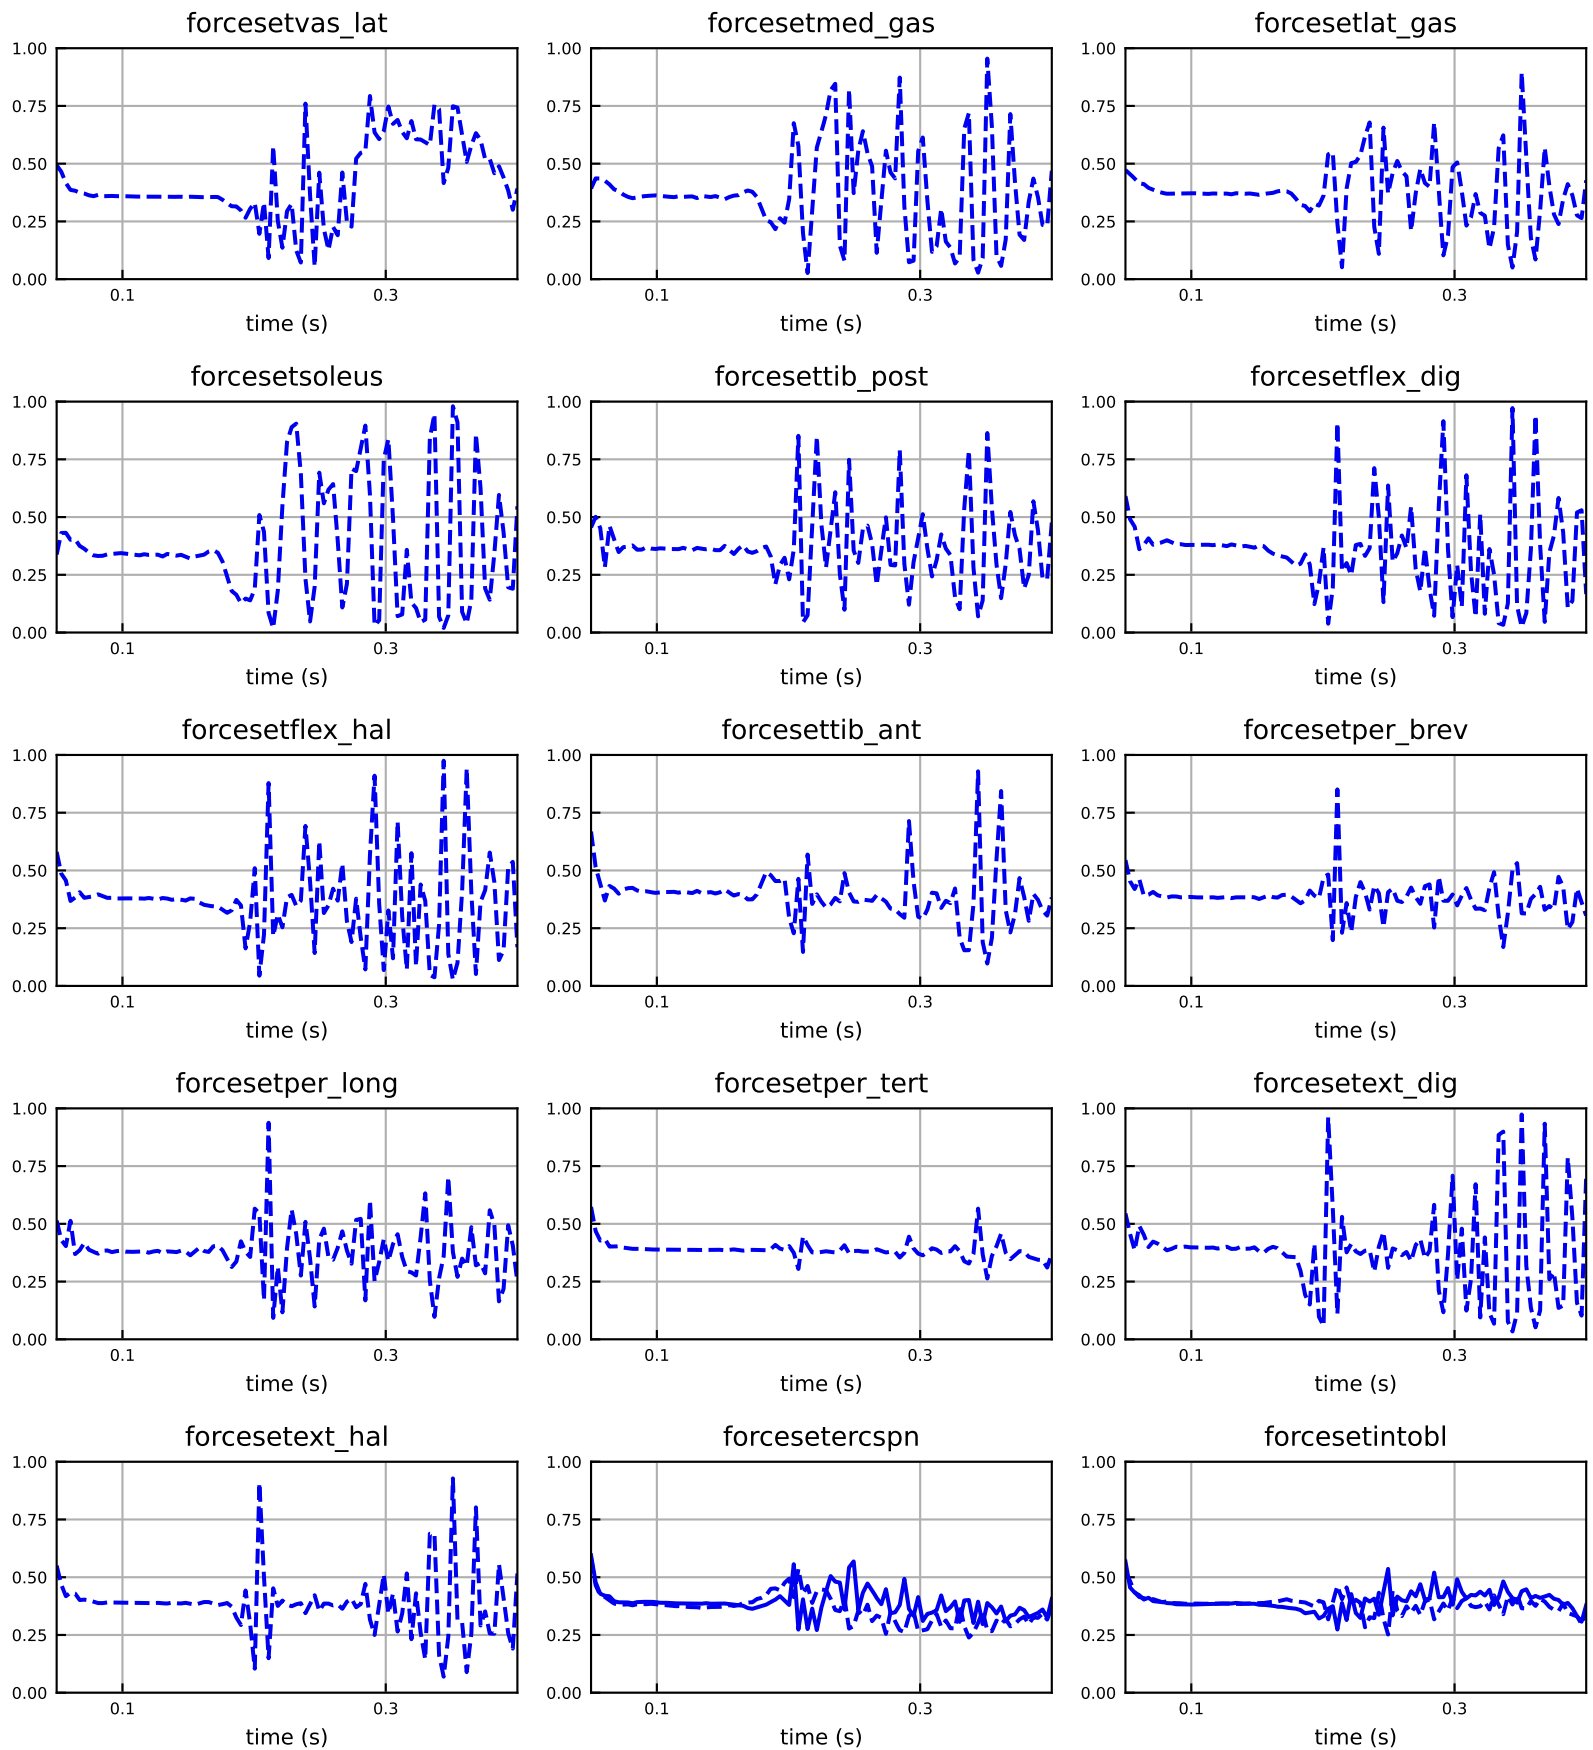 forcesetvas_lat forcesetmed_gas forcesetlat_gas
1.00 1.00 1.00
0.75 0.75 0.75
0.50 0.50 0.50
0.25 0.25 0.25
0.00 0.00 0.00
0.1 0.3 0.1 0.3 0.1 0.3
time (s) time (s) time (s)
forcesetsoleus forcesettib_post forcesetflex_dig
1.00 1.00 1.00
0.75 0.75 0.75
0.50 0.50 0.50
0.25 0.25 0.25
0.00 0.00 0.00
0.1 0.3 0.1 0.3 0.1 0.3
time (s) time (s) time (s)
forcesetflex_hal forcesettib_ant forcesetper_brev
1.00 1.00 1.00
0.75 0.75 0.75
0.50 0.50 0.50
0.25 0.25 0.25
0.00 0.00 0.00
0.1 0.3 0.1 0.3 0.1 0.3
time (s) time (s) time (s)
forcesetper_long forcesetper_tert forcesetext_dig
1.00 1.00 1.00
0.75 0.75 0.75
0.50 0.50 0.50
0.25 0.25 0.25
0.00 0.00 0.00
0.1 0.3 0.1 0.3 0.1 0.3
time (s) time (s) time (s)
forcesetext_hal forcesetercspn forcesetintobl
1.00 1.00 1.00
0.75 0.75 0.75
0.50 0.50 0.50
0.25 0.25 0.25
0.00 0.00 0.00
0.1 0.3 0.1 0.3 0.1 0.3
time (s) time (s) time (s)